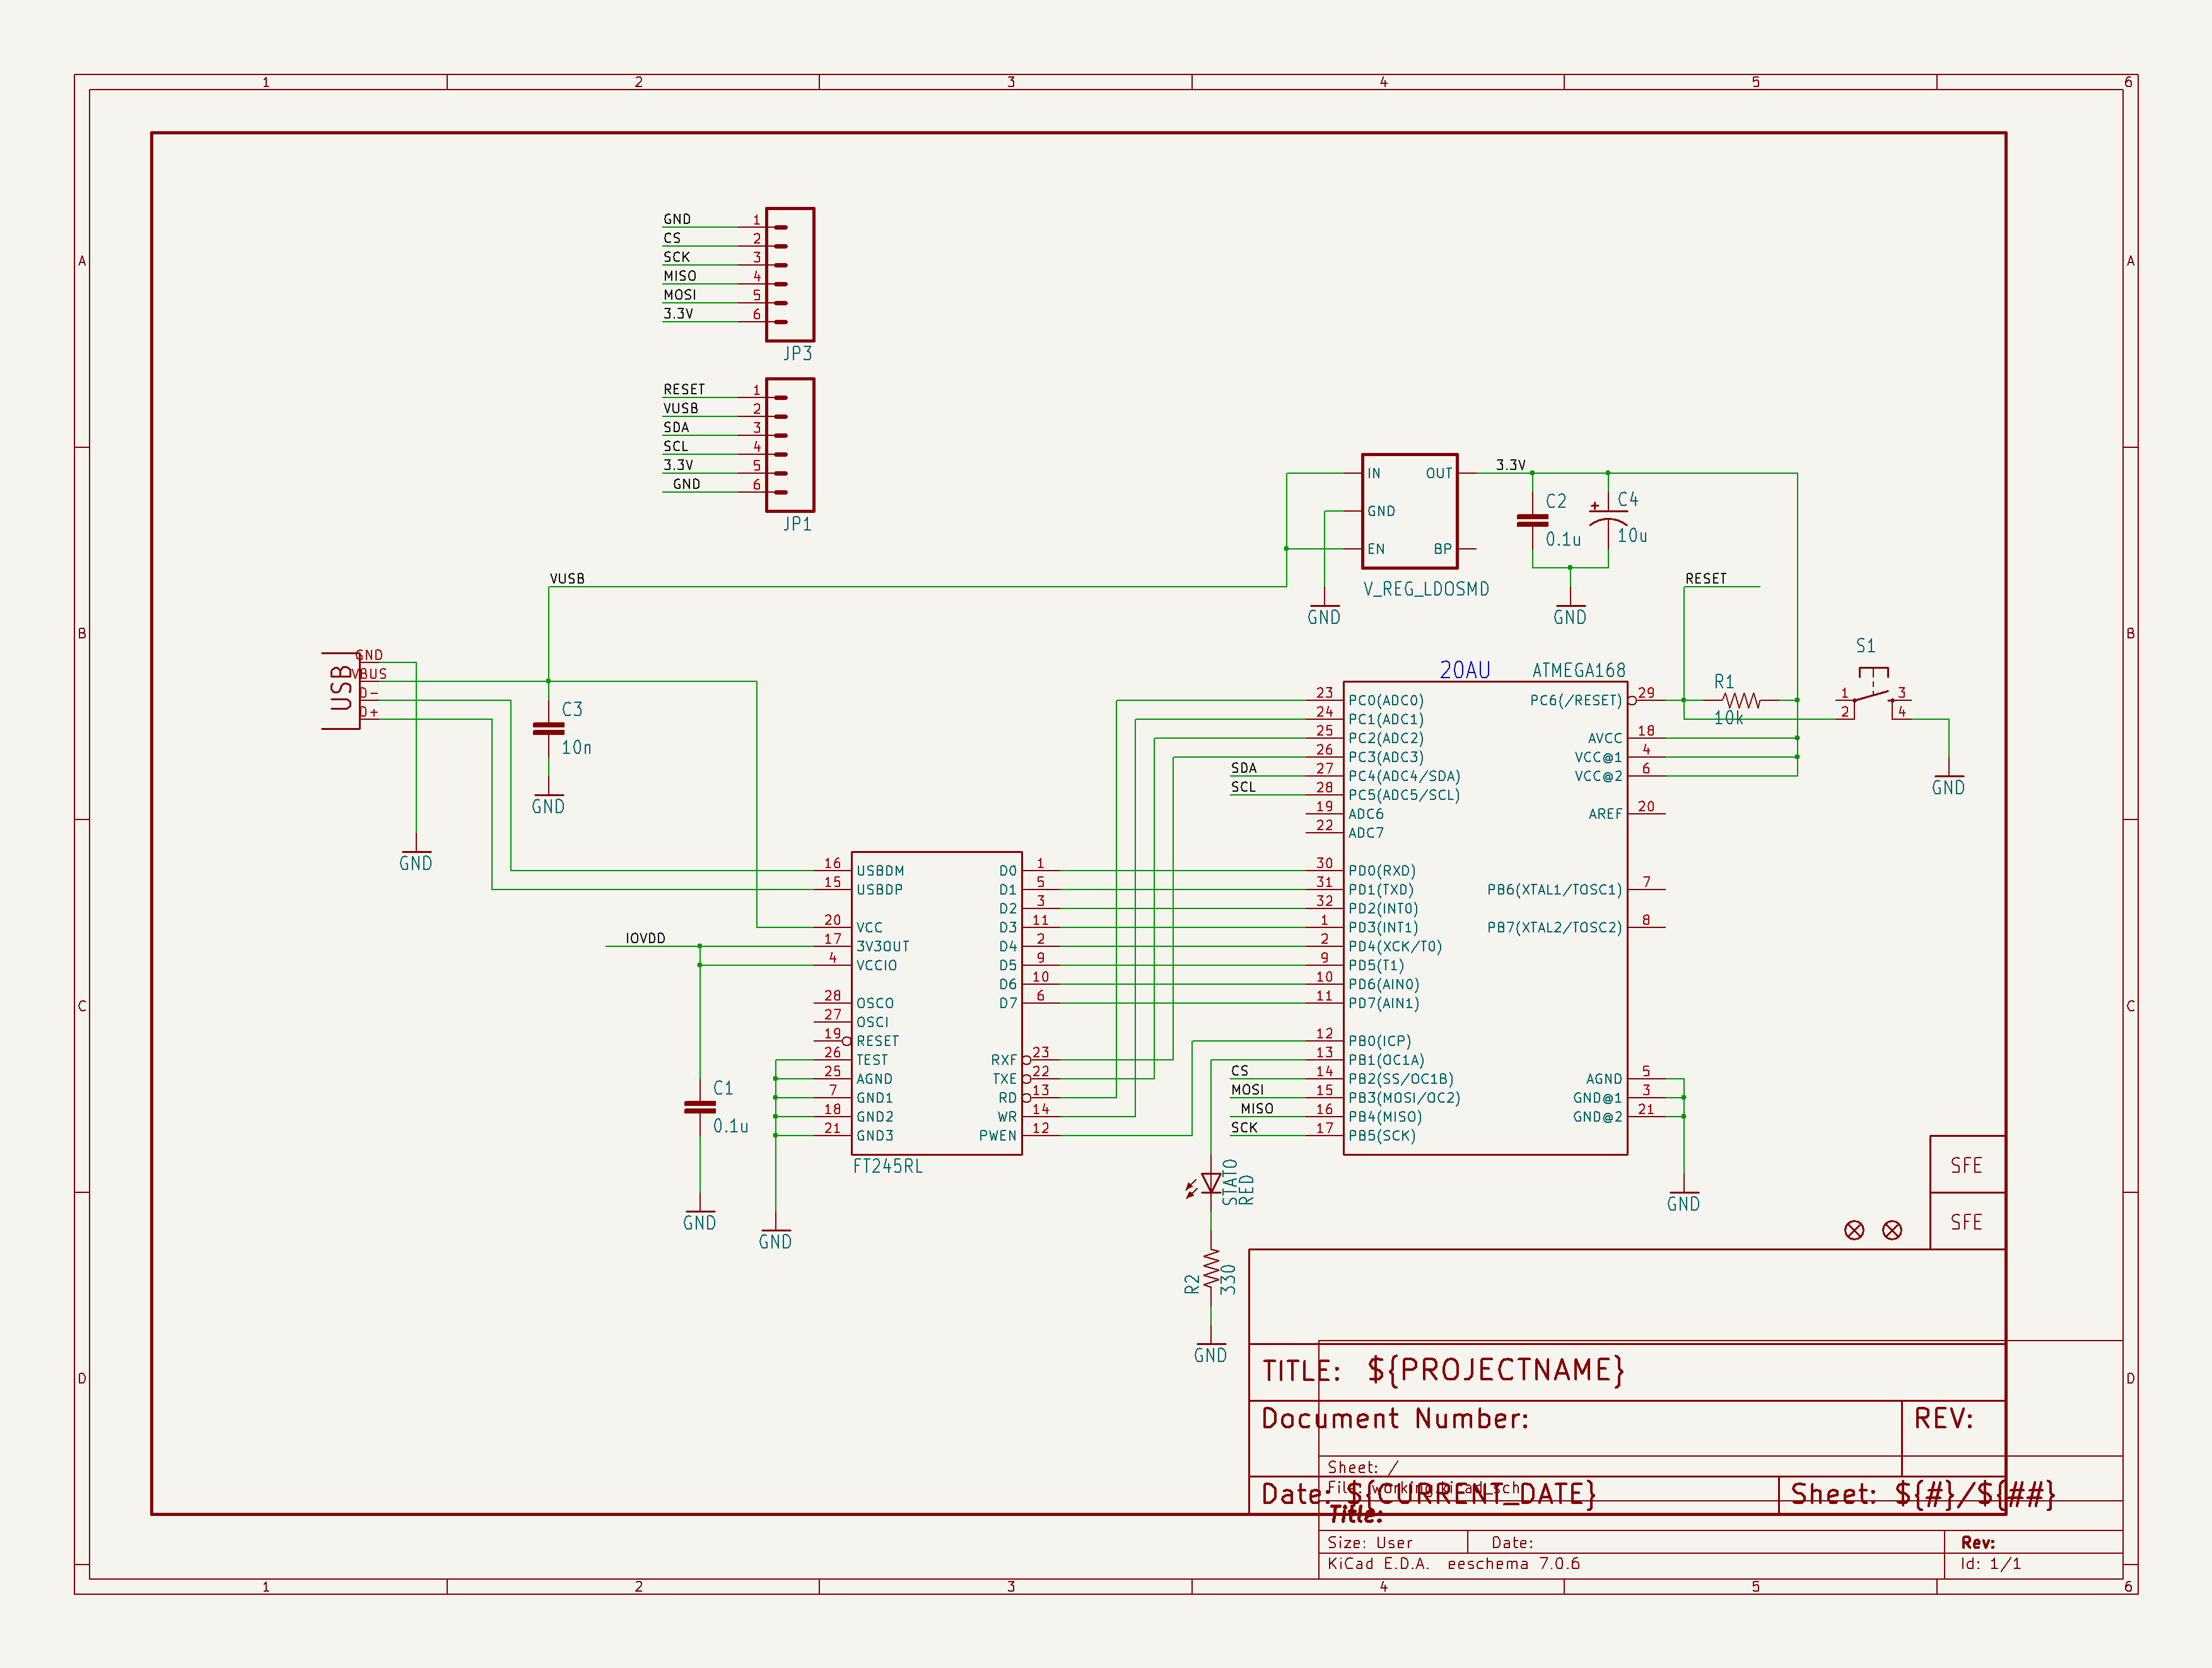 1 2 3 4 5 6
A A
GND 1
CS 2
SCK 3
MISO 4
MOSI 5
3.3V 6
JP3
RESET 1
VUSB 2
SDA 3
SCL 4
3.3V 5
GND 6
JP1
IN OUT 3.3V
GND
EN BP
V_REG_LDOSMD
GND
C2
0.1u
C4
10u
GND
VUSB
RESET
B B
USB
GND
VBUS
D-
D+
C3
10n
GND
GND
20AU ATMEGA168
23 PC0(ADC0)
24 PC1(ADC1)
25 PC2(ADC2)
26 PC3(ADC3)
SDA 27 PC4(ADC4/SDA)
SCL 28 PC5(ADC5/SCL)
19 ADC6
22 ADC7
30 PD0(RXD)
31 PD1(TXD)
32 PD2(INT0)
1 PD3(INT1)
2 PD4(XCK/T0)
9 PD5(T1)
10 PD6(AIN0)
11 PD7(AIN1)
12 PB0(ICP)
13 PB1(OC1A)
CS 14 PB2(SS/OC1B)
MOSI 15 PB3(MOSI/OC2)
MISO 16 PB4(MISO)
SCK 17 PB5(SCK)
PC6(/RESET) 29
AVCC 18
VCC@1 4
VCC@2 6
AREF 20
PB6(XTAL1/TOSC1) 7
PB7(XTAL2/TOSC2) 8
AGND 5
GND@1 3
GND@2 21
GND
R1
10k
S1
1 3
2 4
GND
16 USBDM
15 USBDP
20 VCC
IOVDD 17 3V3OUT
4 VCCIO
28 OSCO
27 OSCI
19 RESET
26 TEST
25 AGND
7 GND1
18 GND2
21 GND3
D0 1
D1 5
D2 3
D3 11
D4 2
D5 9
D6 10
D7 6
RXF 23
TXE 22
RD 13
WR 14
PWEN 12
FT245RL
C1
0.1u
GND
GND
C C
STAT0
RED
R2
330
GND
SFE
SFE
D D
TITLE: ${PROJECTNAME}
Document Number: REV:
Sheet: /
File: working.kicad_sch
Date: ${CURRENT_DATE} Sheet: ${#}/${##}
Title:
Size: User Date: Rev:
KiCad E.D.A. eeschema 7.0.6 Id: 1/1
1 2 3 4 5 6